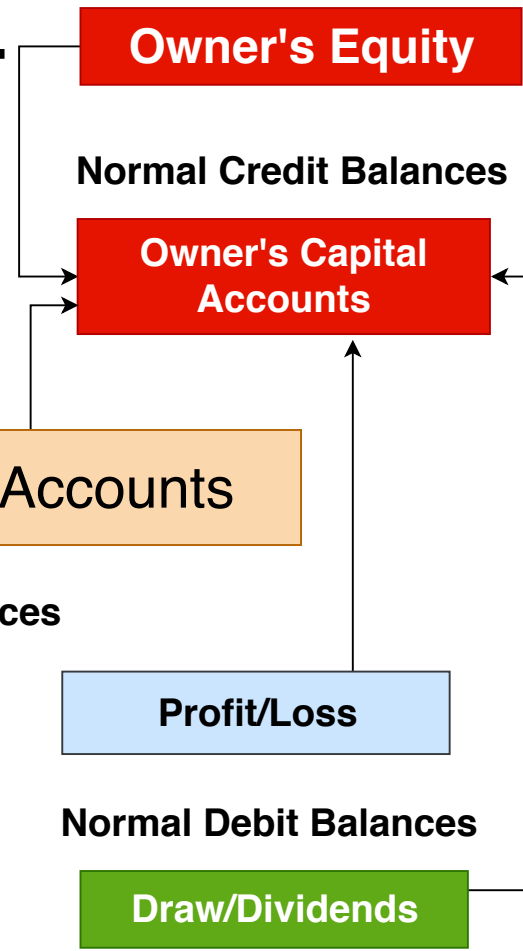 Owner's Equity
Normal Credit Balances
Owner's Capital
Accounts
Accounts
ces
Profit/Loss
Normal Debit Balances
Draw/Dividends